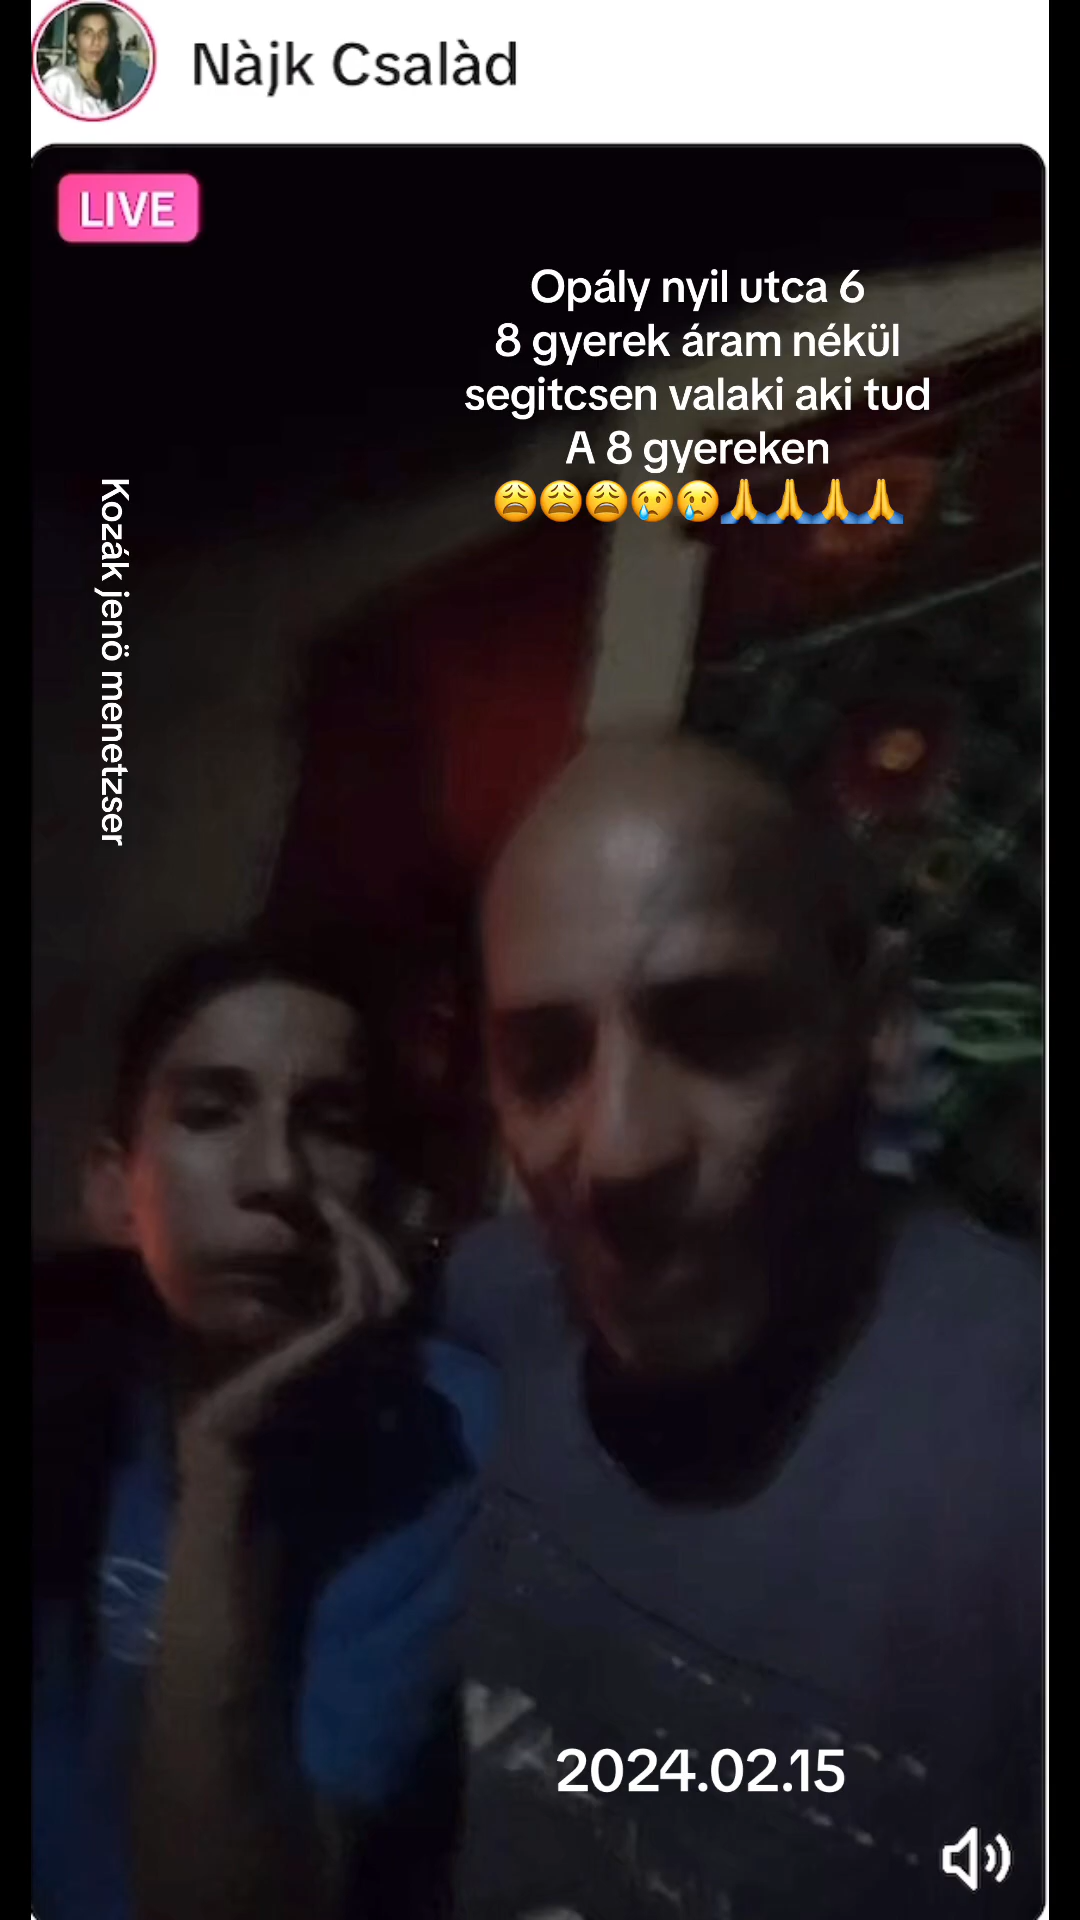 Nàjk Csalàd
LIVE
Opály nyil utca 6
8 gyerek áram nékül
segitcsen valaki aki tud
A 8 gyereken
😩😩😩😢😢🙏🙏🙏🙏
Kozák jenö menetzser
2024.02.15